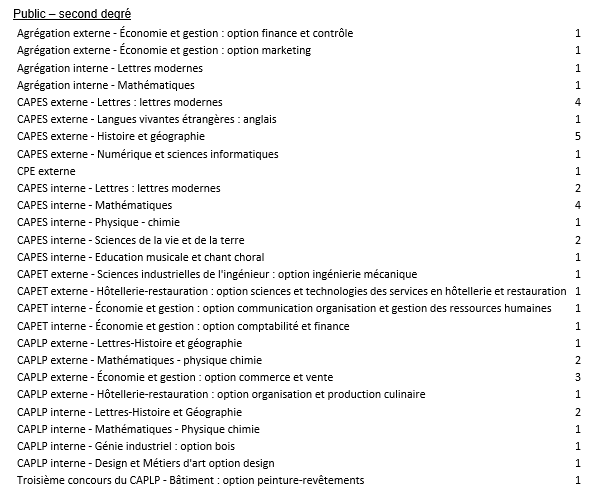 Public – second degré
Agrégation externe - Économie et gestion : option finance et contrôle 1
Agrégation externe - Économie et gestion : option marketing 1
Agrégation interne - Lettres modernes 1
Agrégation interne - Mathématiques 1
CAPES externe - Lettres : lettres modernes 4
CAPES externe - Langues vivantes étrangères : anglais 1
CAPES externe - Histoire et géographie 5
CAPES externe - Numérique et sciences informatiques 1
CPE externe 1
CAPES interne - Lettres : lettres modernes 2
CAPES interne - Mathématiques 4
CAPES interne - Physique - chimie 1
CAPES interne - Sciences de la vie et de la terre 2
CAPES interne - Education musicale et chant choral 1
CAPET externe - Sciences industrielles de l'ingénieur : option ingénierie mécanique 1
CAPET externe - Hôtellerie-restauration : option sciences et technologies des services en hôtellerie et restauration 1
CAPET interne - Économie et gestion : option communication organisation et gestion des ressources humaines 1
CAPET interne - Économie et gestion : option comptabilité et finance 1
CAPLP externe - Lettres-Histoire et géographie 1
CAPLP externe - Mathématiques - physique chimie 2
CAPLP externe - Économie et gestion : option commerce et vente 3
CAPLP externe - Hôtellerie-restauration : option organisation et production culinaire 1
CAPLP interne - Lettres-Histoire et Géographie 2
CAPLP interne - Mathématiques - Physique chimie 1
CAPLP interne - Génie industriel : option bois 1
CAPLP interne - Design et Métiers d'art option design 1
Troisième concours du CAPLP - Bâtiment : option peinture-revêtements 1